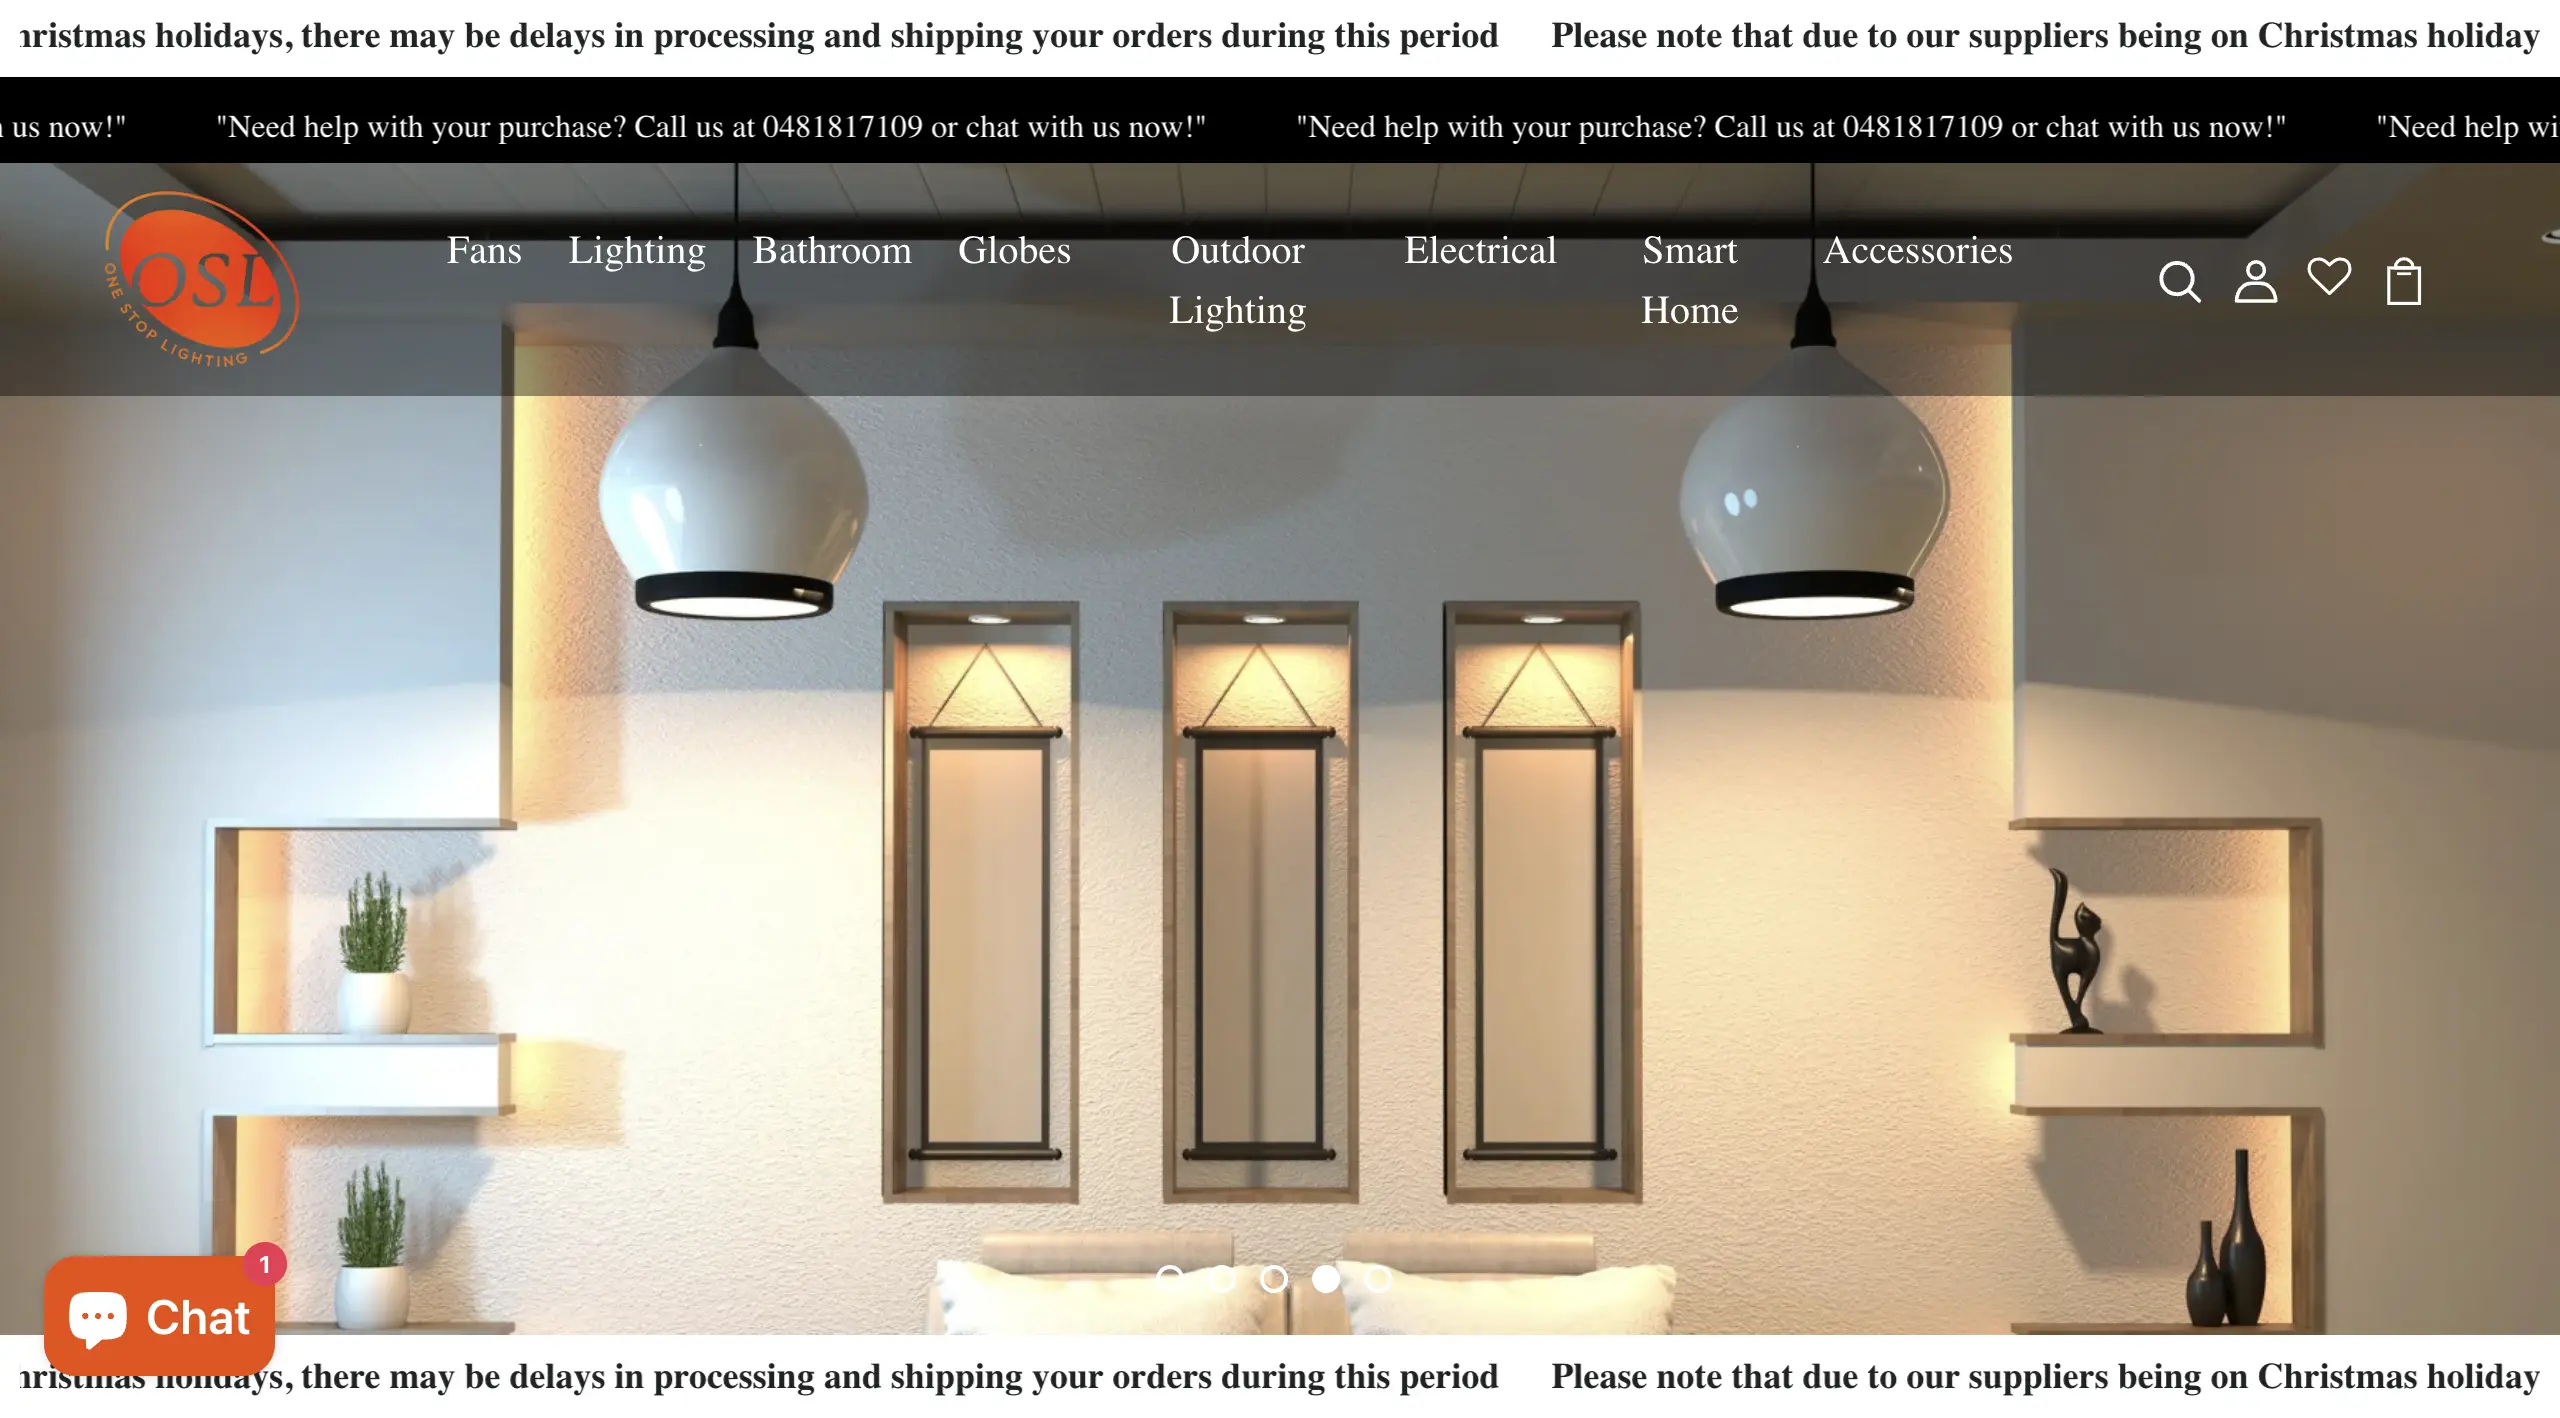 hristmas holidays, there may be delays in processing and shipping your orders during this period Please note that due to our suppliers being on Christmas holiday
us now!" "Need help with your purchase? Call us at 0481817109 or chat with us now!" "Need help with your purchase? Call us at 0481817109 or chat with us now!" "Need help wi
OSL
ONE STOP LIGHTING
Fans Lighting Bathroom Globes Outdoor Lighting Electrical Smart Home Accessories
1
Chat
hristmas holidays, there may be delays in processing and shipping your orders during this period Please note that due to our suppliers being on Christmas holiday